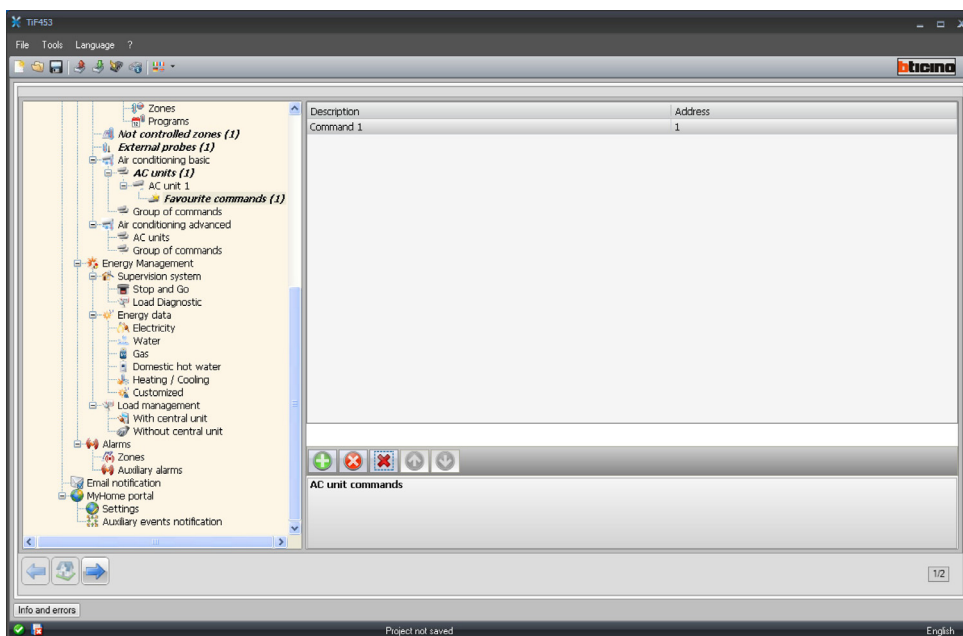 TiF453
File Tools Language ?
bticino
Zones
Programs
Not controlled zones (1)
External probes (1)
Air conditioning basic
AC units (1)
AC unit 1
Favourite commands (1)
Group of commands
Air conditioning advanced
AC units
Group of commands
Energy Management
Supervision system
Stop and Go
Load Diagnostic
Energy data
Electricity
Water
Gas
Domestic hot water
Heating / Cooling
Customized
Load management
With central unit
Without central unit
Alarms
Zones
Auxiliary alarms
Email notification
MyHome portal
Settings
Auxiliary events notification
Description Address
Command 1 1
AC unit commands
1/2
Info and errors
Project not saved English